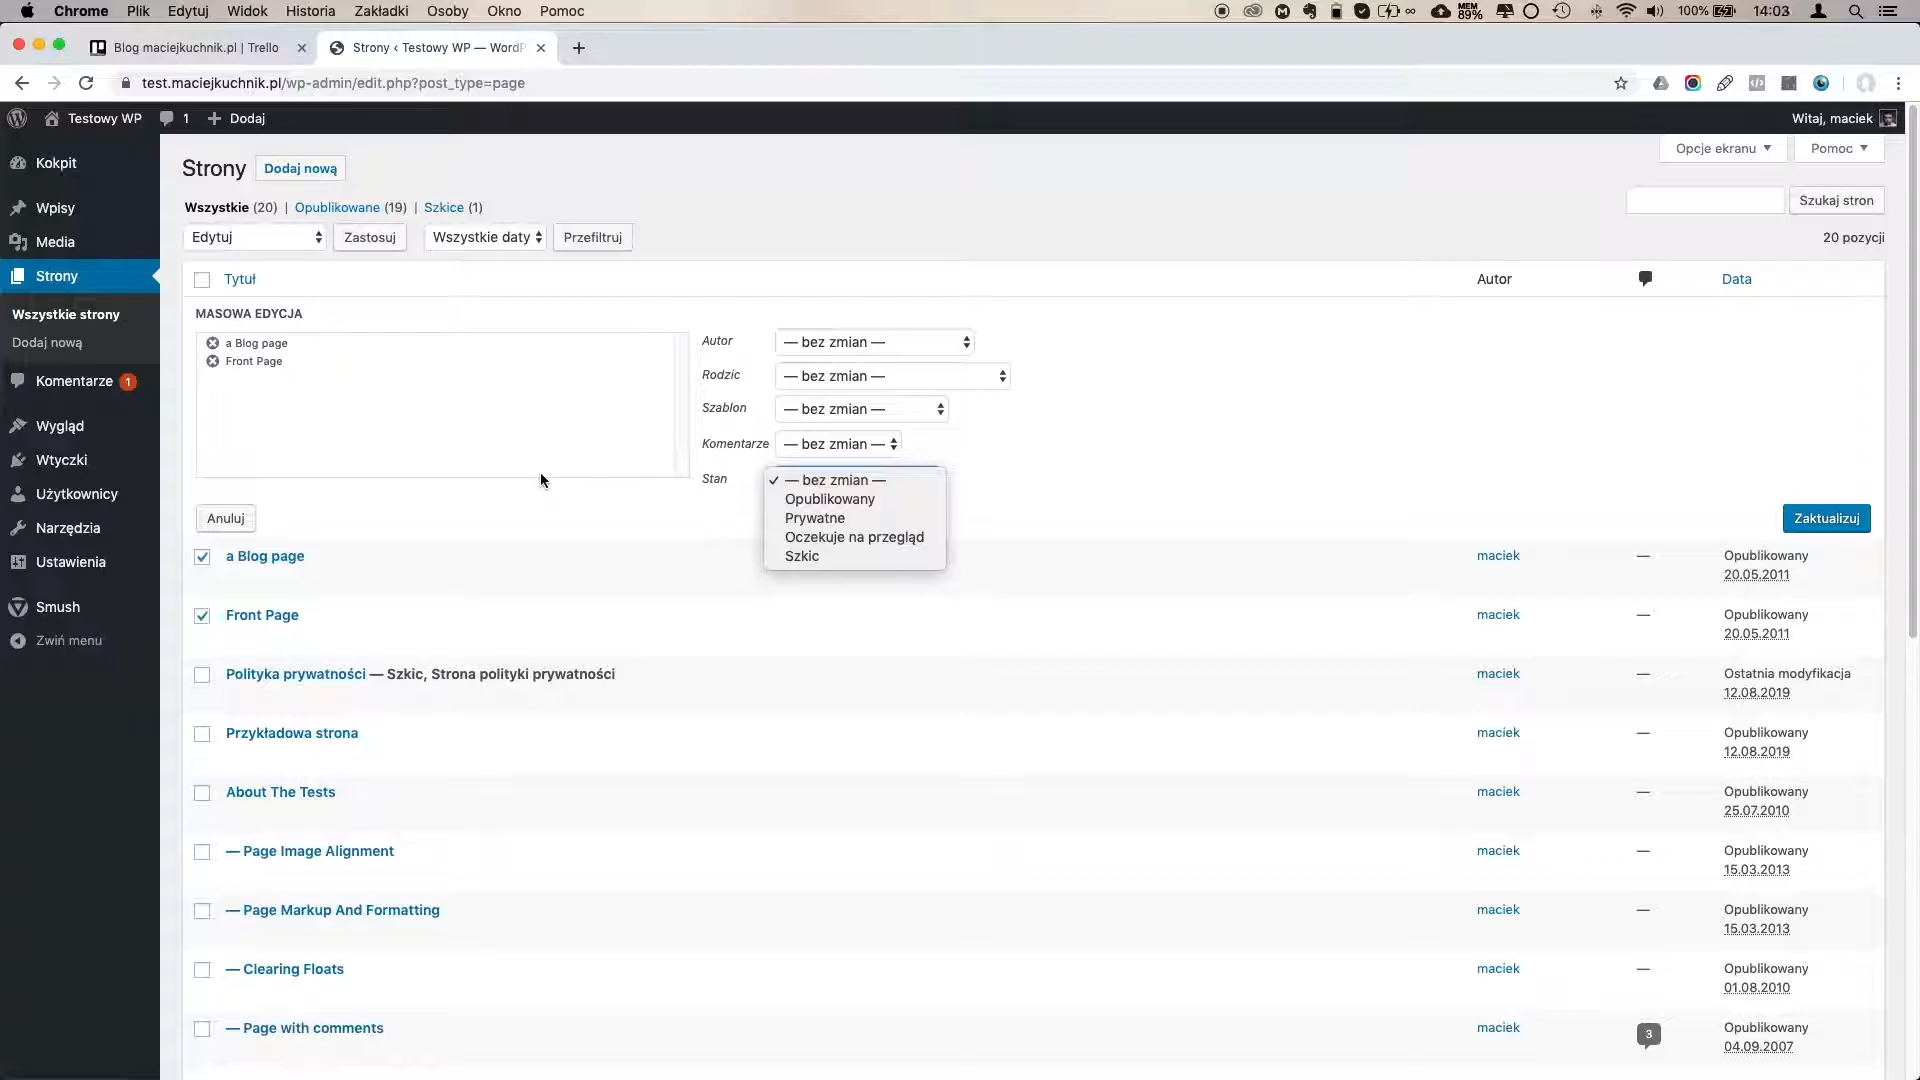 Chrome Plik Edytuj Widok Historia Zakładki Osoby Okno Pomoc MEM 89% 100% 14:03
Blog maciejkuchnik.pl | Trello
Strony ‹ Testowy WP — WordP
test.maciejkuchnik.pl/wp-admin/edit.php?post_type=page
Testowy WP 1 + Dodaj Witaj, maciek
Kokpit
Wpisy
Media
Strony
Wszystkie strony
Dodaj nową
Komentarze 1
Wygląd
Wtyczki
Użytkownicy
Narzędzia
Ustawienia
Smush
Zwiń menu
Opcje ekranu Pomoc
Strony Dodaj nową
Wszystkie (20) | Opublikowane (19) | Szkice (1)
Szukaj stron
Edytuj Zastosuj Wszystkie daty Przefiltruj 20 pozycji
Tytuł Autor Data
MASOWA EDYCJA
a Blog page
Front Page
Autor — bez zmian —
Rodzic — bez zmian —
Szablon — bez zmian —
Komentarze — bez zmian —
Stan — bez zmian —
Opublikowany
Prywatne
Oczekuje na przegląd
Szkic
Anuluj Zaktualizuj
a Blog page maciek — Opublikowany
20.05.2011
Front Page maciek — Opublikowany
20.05.2011
Polityka prywatności — Szkic, Strona polityki prywatności maciek — Ostatnia modyfikacja
12.08.2019
Przykładowa strona maciek — Opublikowany
12.08.2019
About The Tests maciek — Opublikowany
25.07.2010
— Page Image Alignment maciek — Opublikowany
15.03.2013
— Page Markup And Formatting maciek — Opublikowany
15.03.2013
— Clearing Floats maciek — Opublikowany
01.08.2010
— Page with comments maciek 3 Opublikowany
04.09.2007